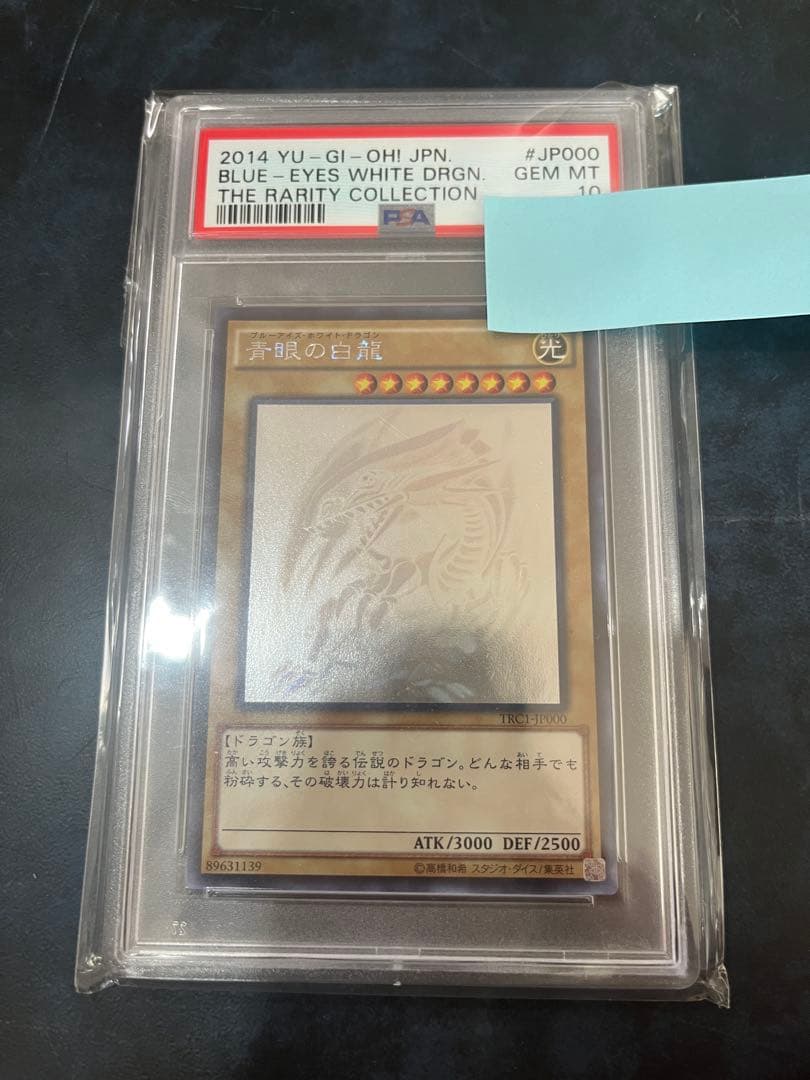 2014 YU-GI-OH! JPN. #JP000
BLUE-EYES WHITE DRGN. GEM MT
THE RARITY COLLECTION 10
PSA
ブルーアイズ・ホワイト・ドラゴン
青眼の白龍
光
TRC1-JP000
【ドラゴン族】
高い攻撃力を誇る伝説のドラゴン。どんな相手でも
粉砕する、その破壊力は計り知れない。
ATK/3000 DEF/2500
89631139
©高橋和希 スタジオ・ダイス/集英社